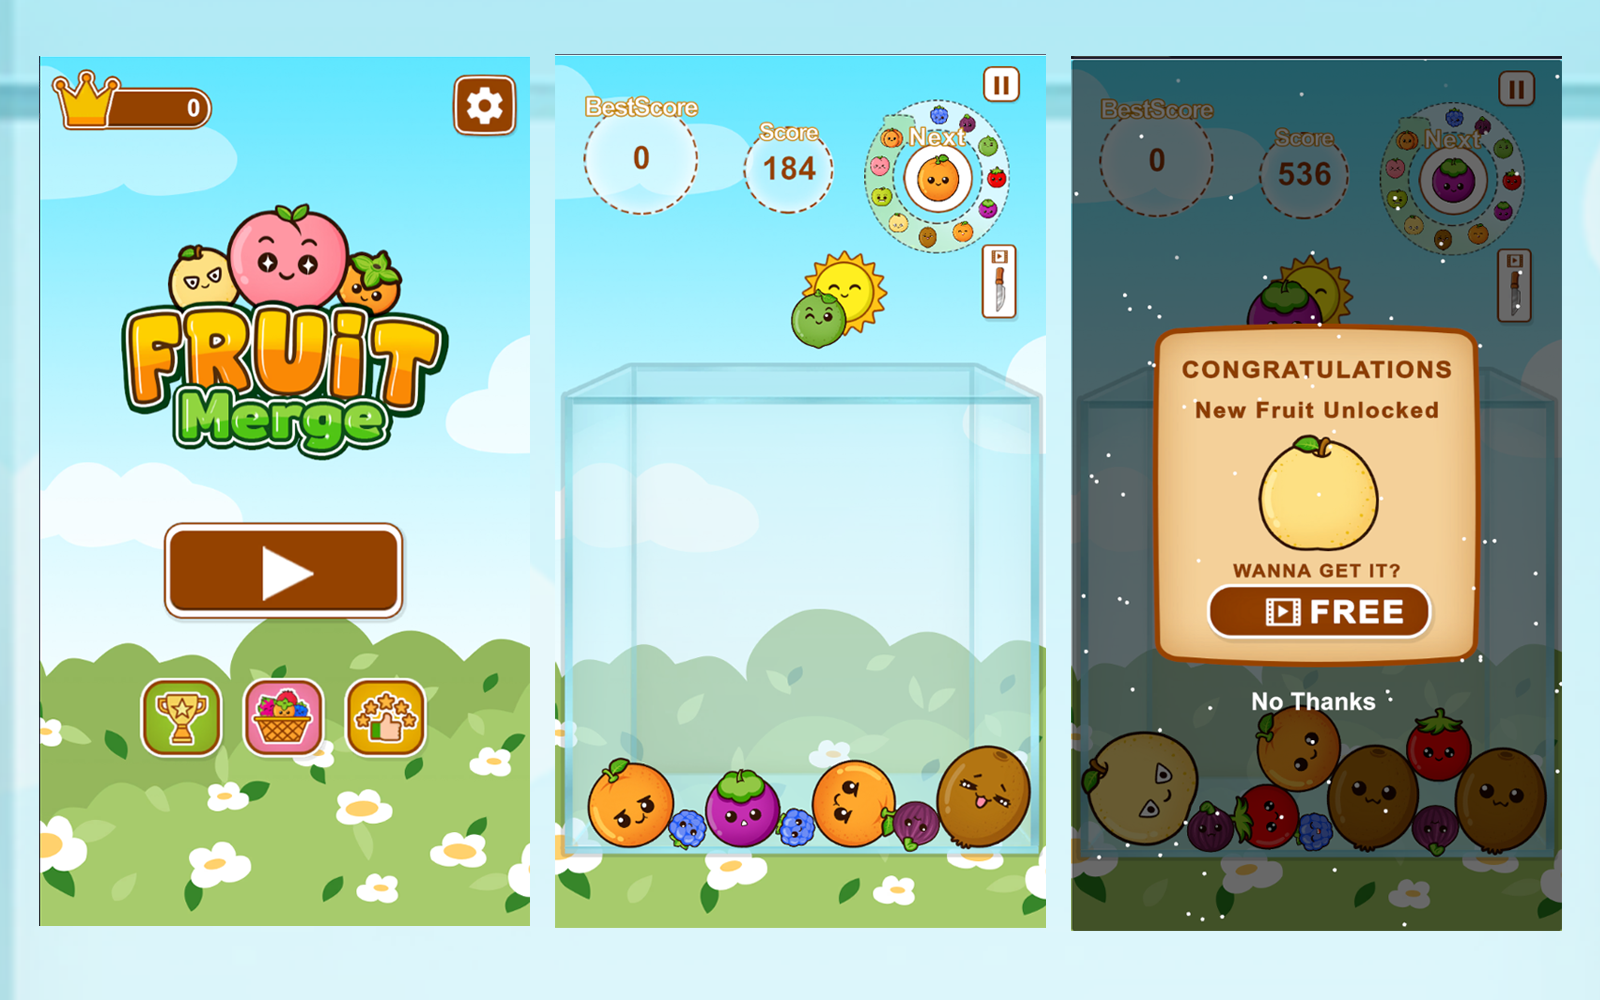 0
FRUiT
Merge
BestScore
0
Score
184
Next
BestScore
0
Score
536
Next
CONGRATULATIONS
New Fruit Unlocked
WANNA GET IT?
FREE
No Thanks